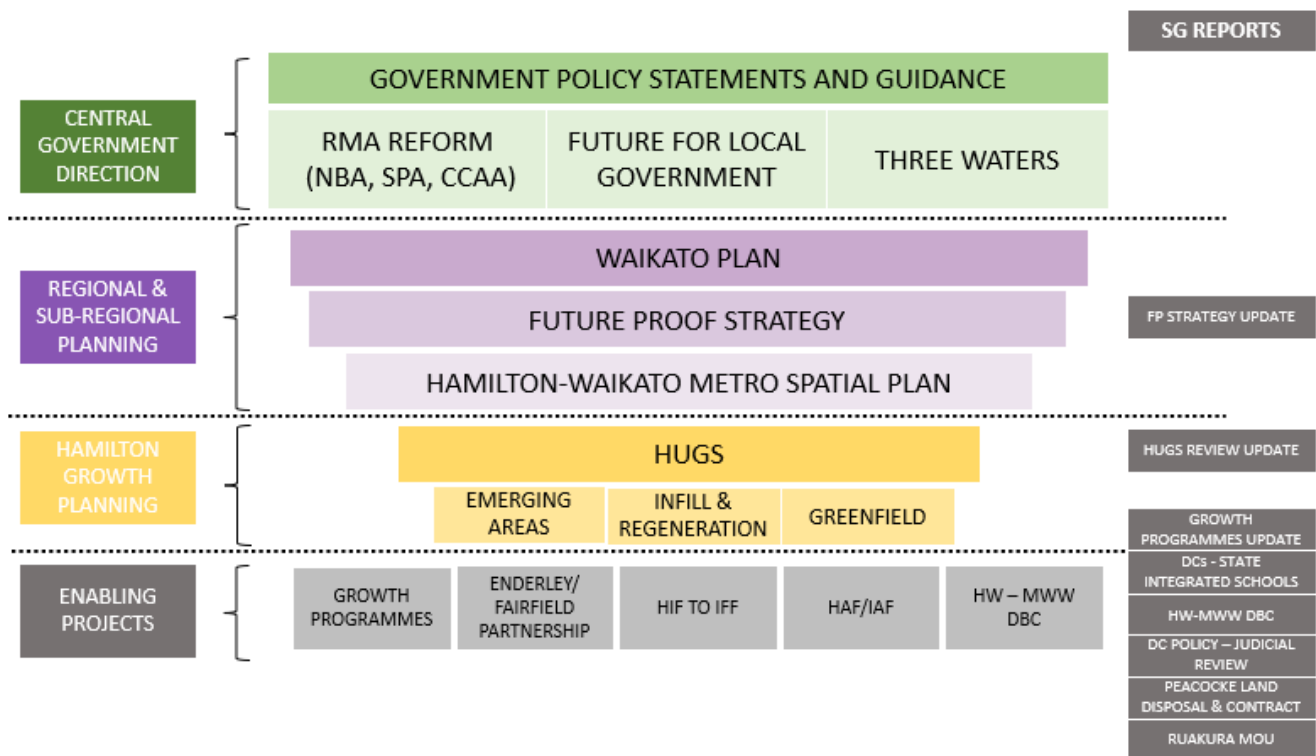 SG REPORTS
GOVERNMENT POLICY STATEMENTS AND GUIDANCE
CENTRAL
GOVERNMENT
DIRECTION
RMA REFORM
(NBA, SPA, CCAA)
FUTURE FOR LOCAL
GOVERNMENT
THREE WATERS
REGIONAL &
SUB-REGIONAL
PLANNING
WAIKATO PLAN
FUTURE PROOF STRATEGY
HAMILTON-WAIKATO METRO SPATIAL PLAN
FP STRATEGY UPDATE
HAMILTON
GROWTH
PLANNING
HUGS
EMERGING
AREAS
INFILL &
REGENERATION
GREENFIELD
HUGS REVIEW UPDATE
ENABLING
PROJECTS
GROWTH
PROGRAMMES
ENDERLEY/
FAIRFIELD
PARTNERSHIP
HIF TO IFF
HAF/IAF
HW – MWW
DBC
GROWTH
PROGRAMMES UPDATE
DCs - STATE
INTEGRATED SCHOOLS
HW-MWW DBC
DC POLICY – JUDICIAL
REVIEW
PEACOCKE LAND
DISPOSAL & CONTRACT
RUAKURA MOU